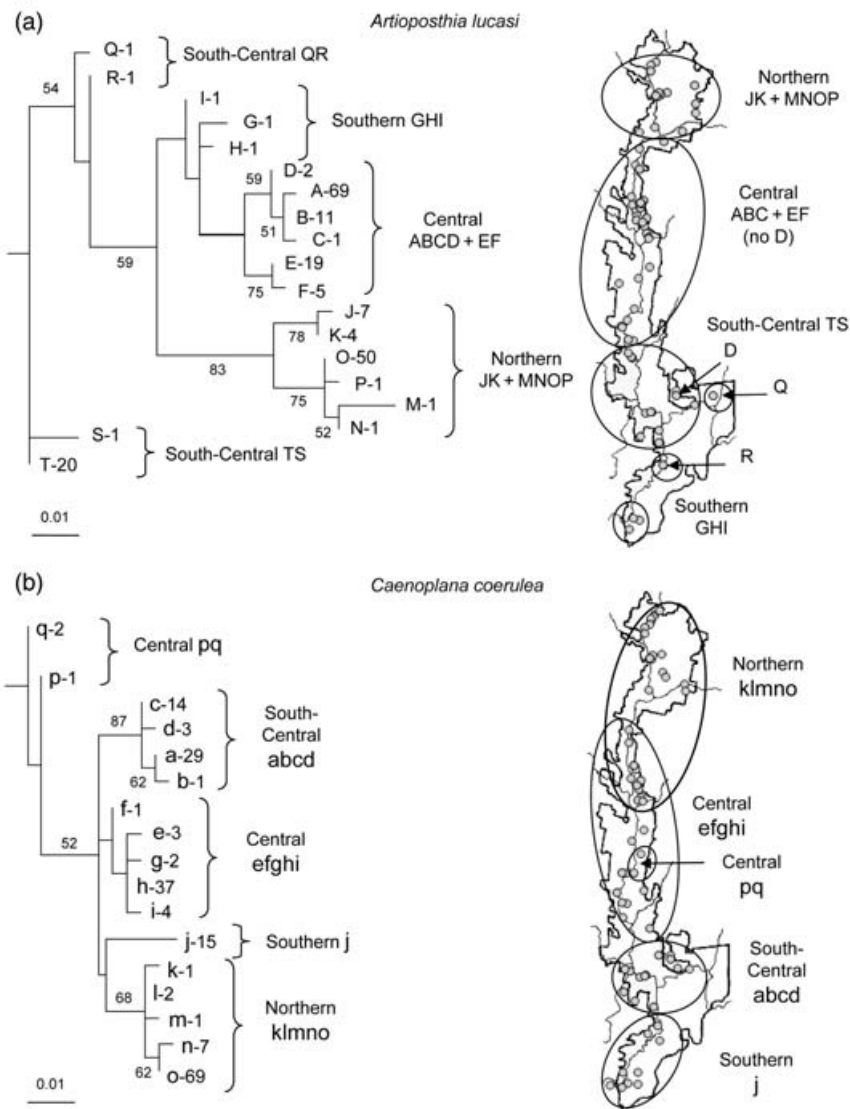 (a)
Artioposthia lucasi
Q-1
South-Central QR
54
R-1
I-1
G-1
Southern GHI
H-1
D-2
59
A-69
B-11
Central
ABCD + EF
51
C-1
59
E-19
75
F-5
J-7
78
K-4
83
O-50
Northern
JK + MNOP
75
P-1
M-1
52
N-1
S-1
South-Central TS
T-20
0.01
Northern
JK + MNOP
Central
ABC + EF
(no D)
South-Central TS
D
Q
R
Southern
GHI
(b)
Caenoplana coerulea
q-2
Central pq
p-1
c-14
87
d-3
South-
Central
abcd
a-29
62
b-1
f-1
52
e-3
Central
efghi
g-2
h-37
i-4
j-15
Southern j
k-1
68
l-2
Northern
klmno
m-1
n-7
62
o-69
0.01
Northern
klmno
Central
efghi
Central
pq
South-
Central
abcd
Southern
j